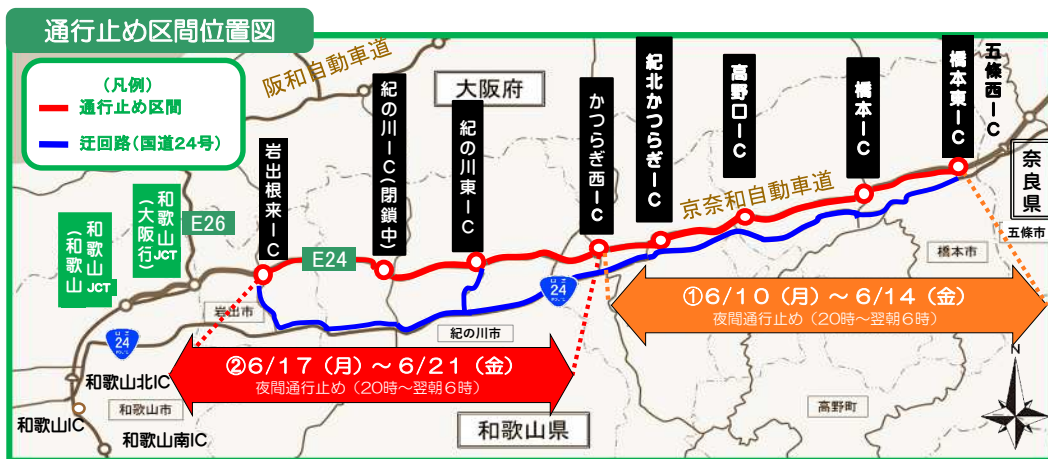 通行止め区間位置図
(凡例)
通行止め区間
迂回路(国道24号)
阪和自動車道
大阪府
岩出根来IC
紀の川IC(閉鎖中)
紀の川東IC
かつらぎ西IC
紀北かつらぎIC
高野口IC
橋本IC
橋本東IC
五條西IC
奈良県
五條市
京奈和自動車道
橋本市
和歌山JCT
(大阪行)
E26
和歌山JCT
(和歌山
E24
24
岩出市
紀の川市
①6/10(月)~6/14(金)
夜間通行止め(20時~翌朝6時)
24
②6/17(月)~6/21(金)
夜間通行止め(20時~翌朝6時)
N
和歌山北IC
和歌山市
和歌山IC
和歌山南IC
和歌山県
高野町